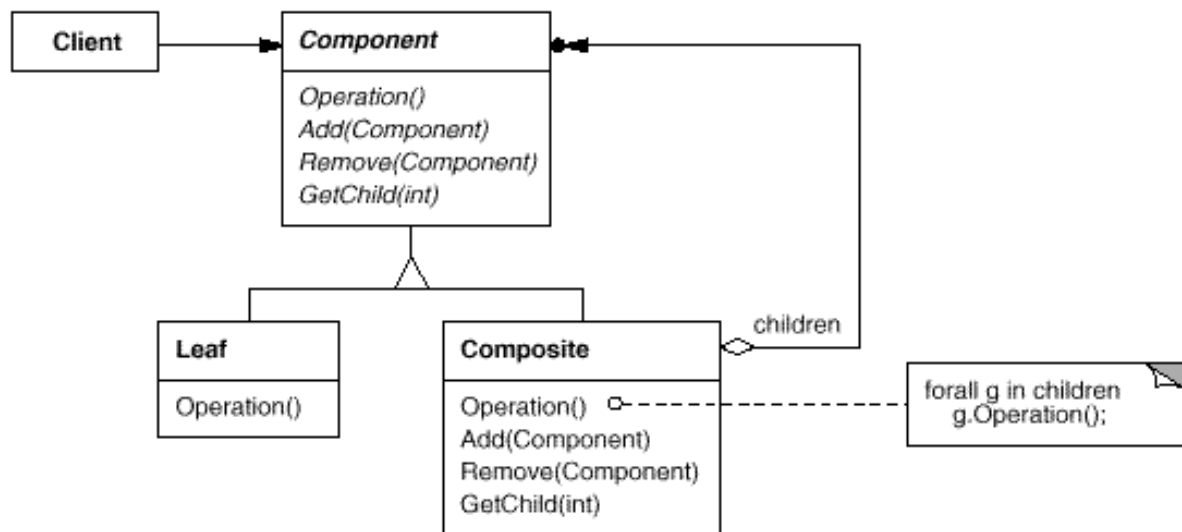 Client
Component
Operation()
Add(Component)
Remove(Component)
GetChild(int)
children
Leaf
Operation()
Composite
Operation()
Add(Component)
Remove(Component)
GetChild(int)
forall g in children
g.Operation();